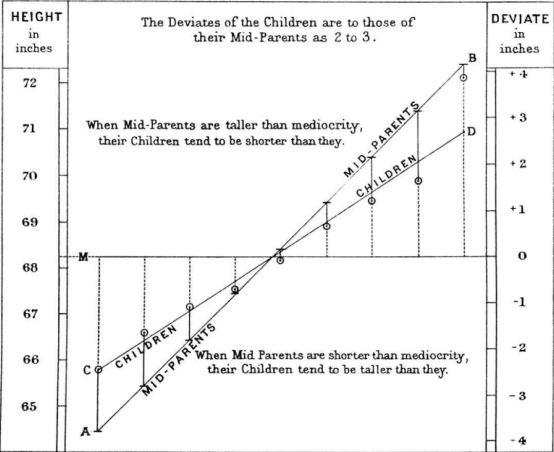 HEIGHT
in
inches
The Deviates of the Children are to those of
their Mid-Parents as 2 to 3.
DEVIATE
in
inches
B
72
+4
When Mid-Parents are taller than mediocrity,
their Children tend to be shorter than they.
MID-PARENTS
CHILDREN
D
71
+3
70
+2
69
+1
M
0
68
67
-1
66
-2
CHILDREN
MID-PARENTS
When Mid Parents are shorter than mediocrity,
their Children tend to be taller than they.
C
65
-3
A
-4